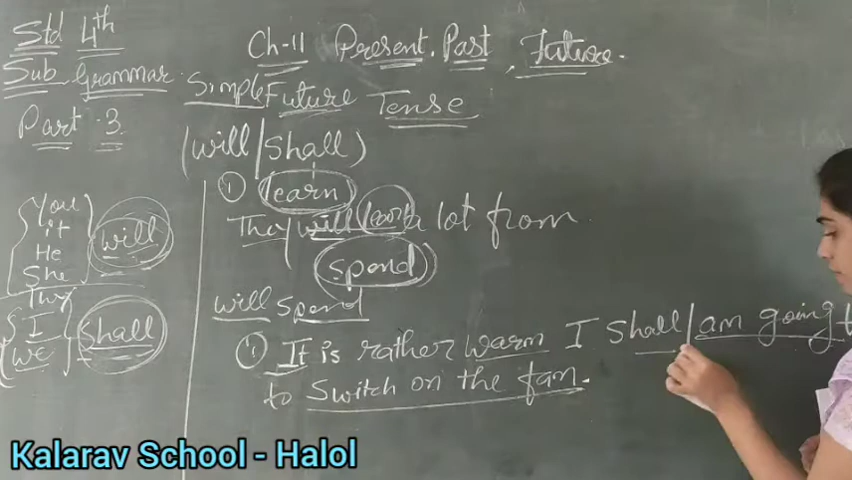 Std 4th
Sub Grammar
Part 3
Ch-11 Present. Past, Future.
Simple Future Tense
(will/Shall)
① learn
They will learn a lot from
spend
will spend
① It is rather warm I shall/am going t
to Switch on the fan.
You
it
He
She
They
will
I
we
shall
Kalarav School - Halol